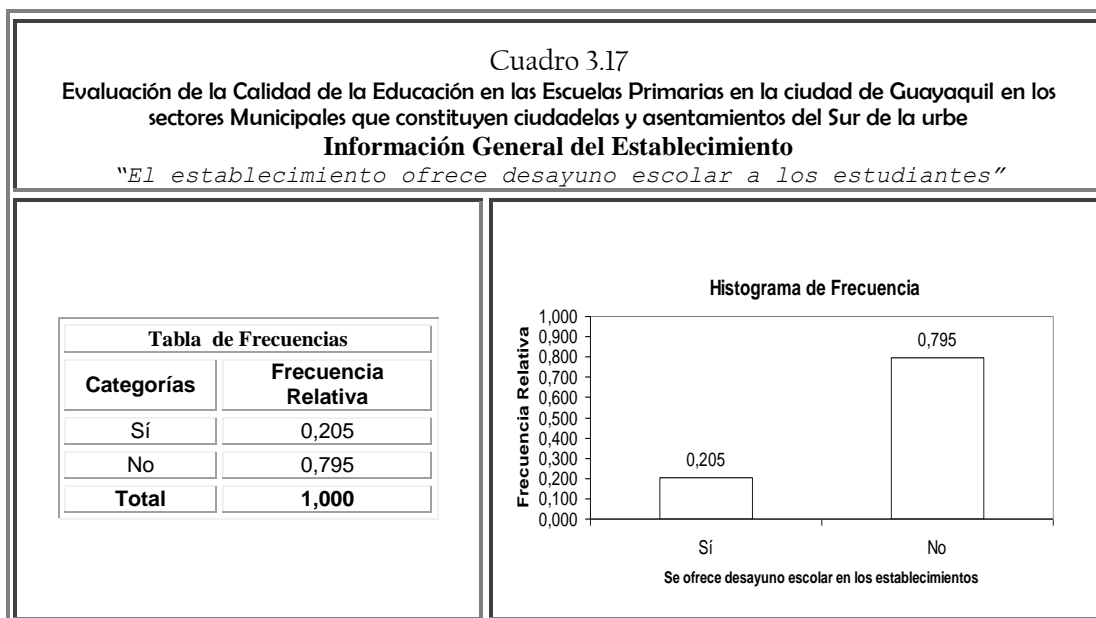 Cuadro 3.17
Evaluación de la Calidad de la Educación en las Escuelas Primarias en la ciudad de Guayaquil en los
sectores Municipales que constituyen ciudadelas y asentamientos del Sur de la urbe
Información General del Establecimiento
“El establecimiento ofrece desayuno escolar a los estudiantes”
Tabla de Frecuencias
Categorías Frecuencia
Relativa
Sí 0,205
No 0,795
Total 1,000
Histograma de Frecuencia
Frecuencia Relativa
1,000
0,900
0,800
0,700
0,600
0,500
0,400
0,300
0,200
0,100
0,000
0,205
0,795
Sí No
Se ofrece desayuno escolar en los establecimientos